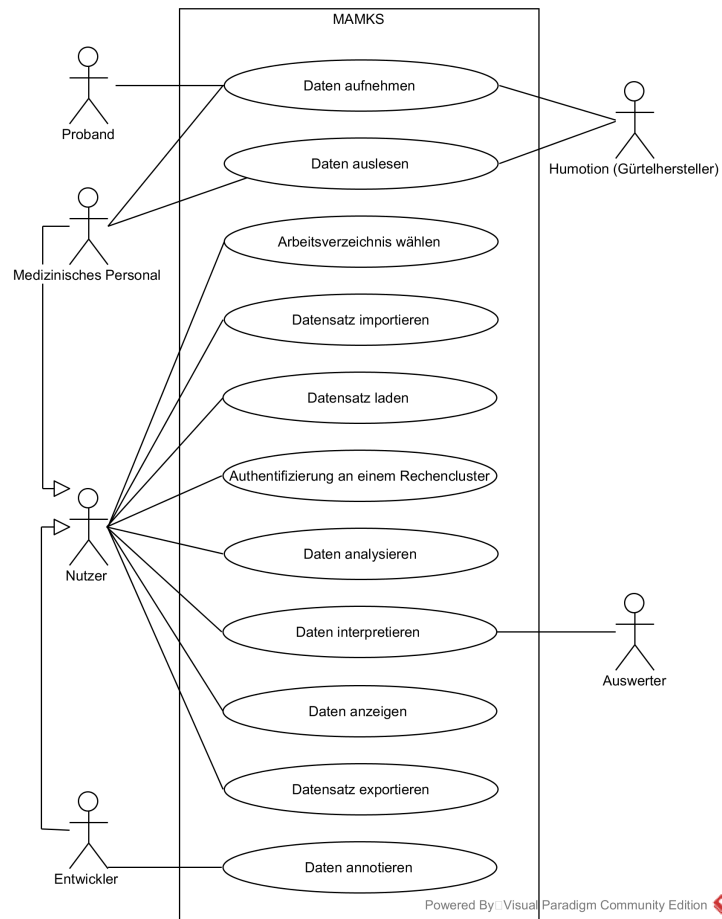 MAMKS
Daten aufnehmen
Proband
Daten auslesen
Humotion (Gürtelhersteller)
Arbeitsverzeichnis wählen
Medizinisches Personal
Datensatz importieren
Datensatz laden
Authentifizierung an einem Rechencluster
Daten analysieren
Nutzer
Daten interpretieren
Auswerter
Daten anzeigen
Datensatz exportieren
Daten annotieren
Entwickler
Powered By□Visual Paradigm Community Edition